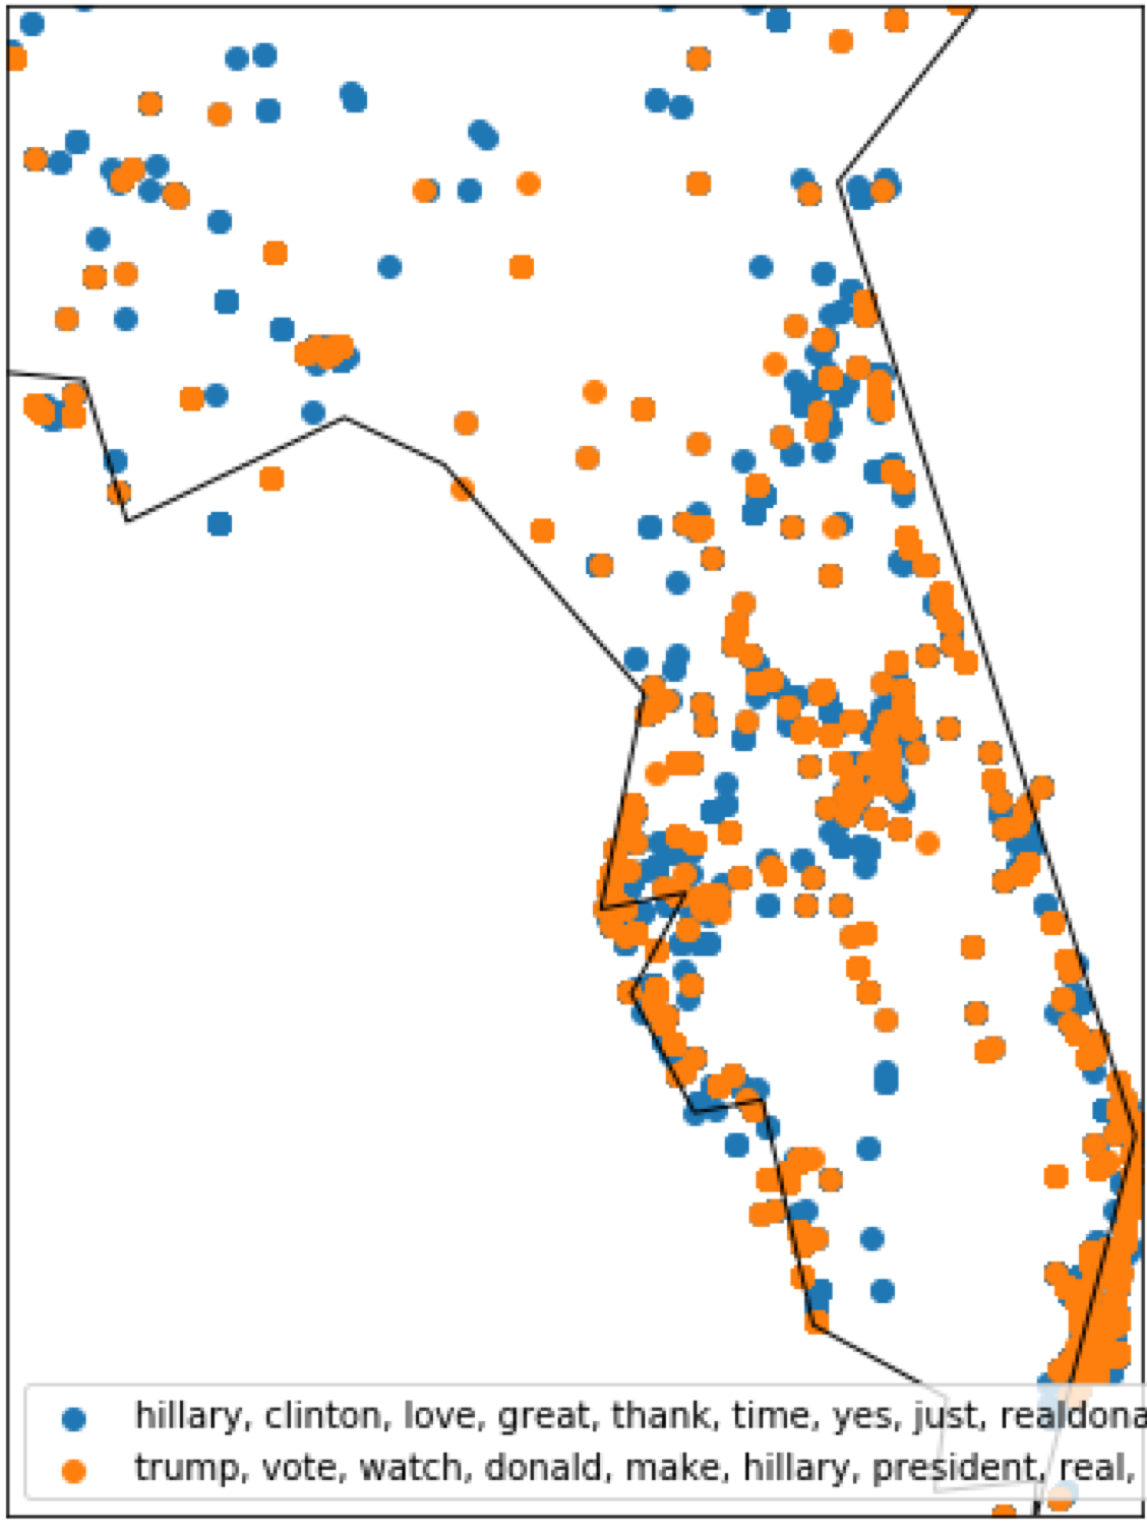 hillary, clinton, love, great, thank, time, yes, just, realdona
trump, vote, watch, donald, make, hillary, president, real,